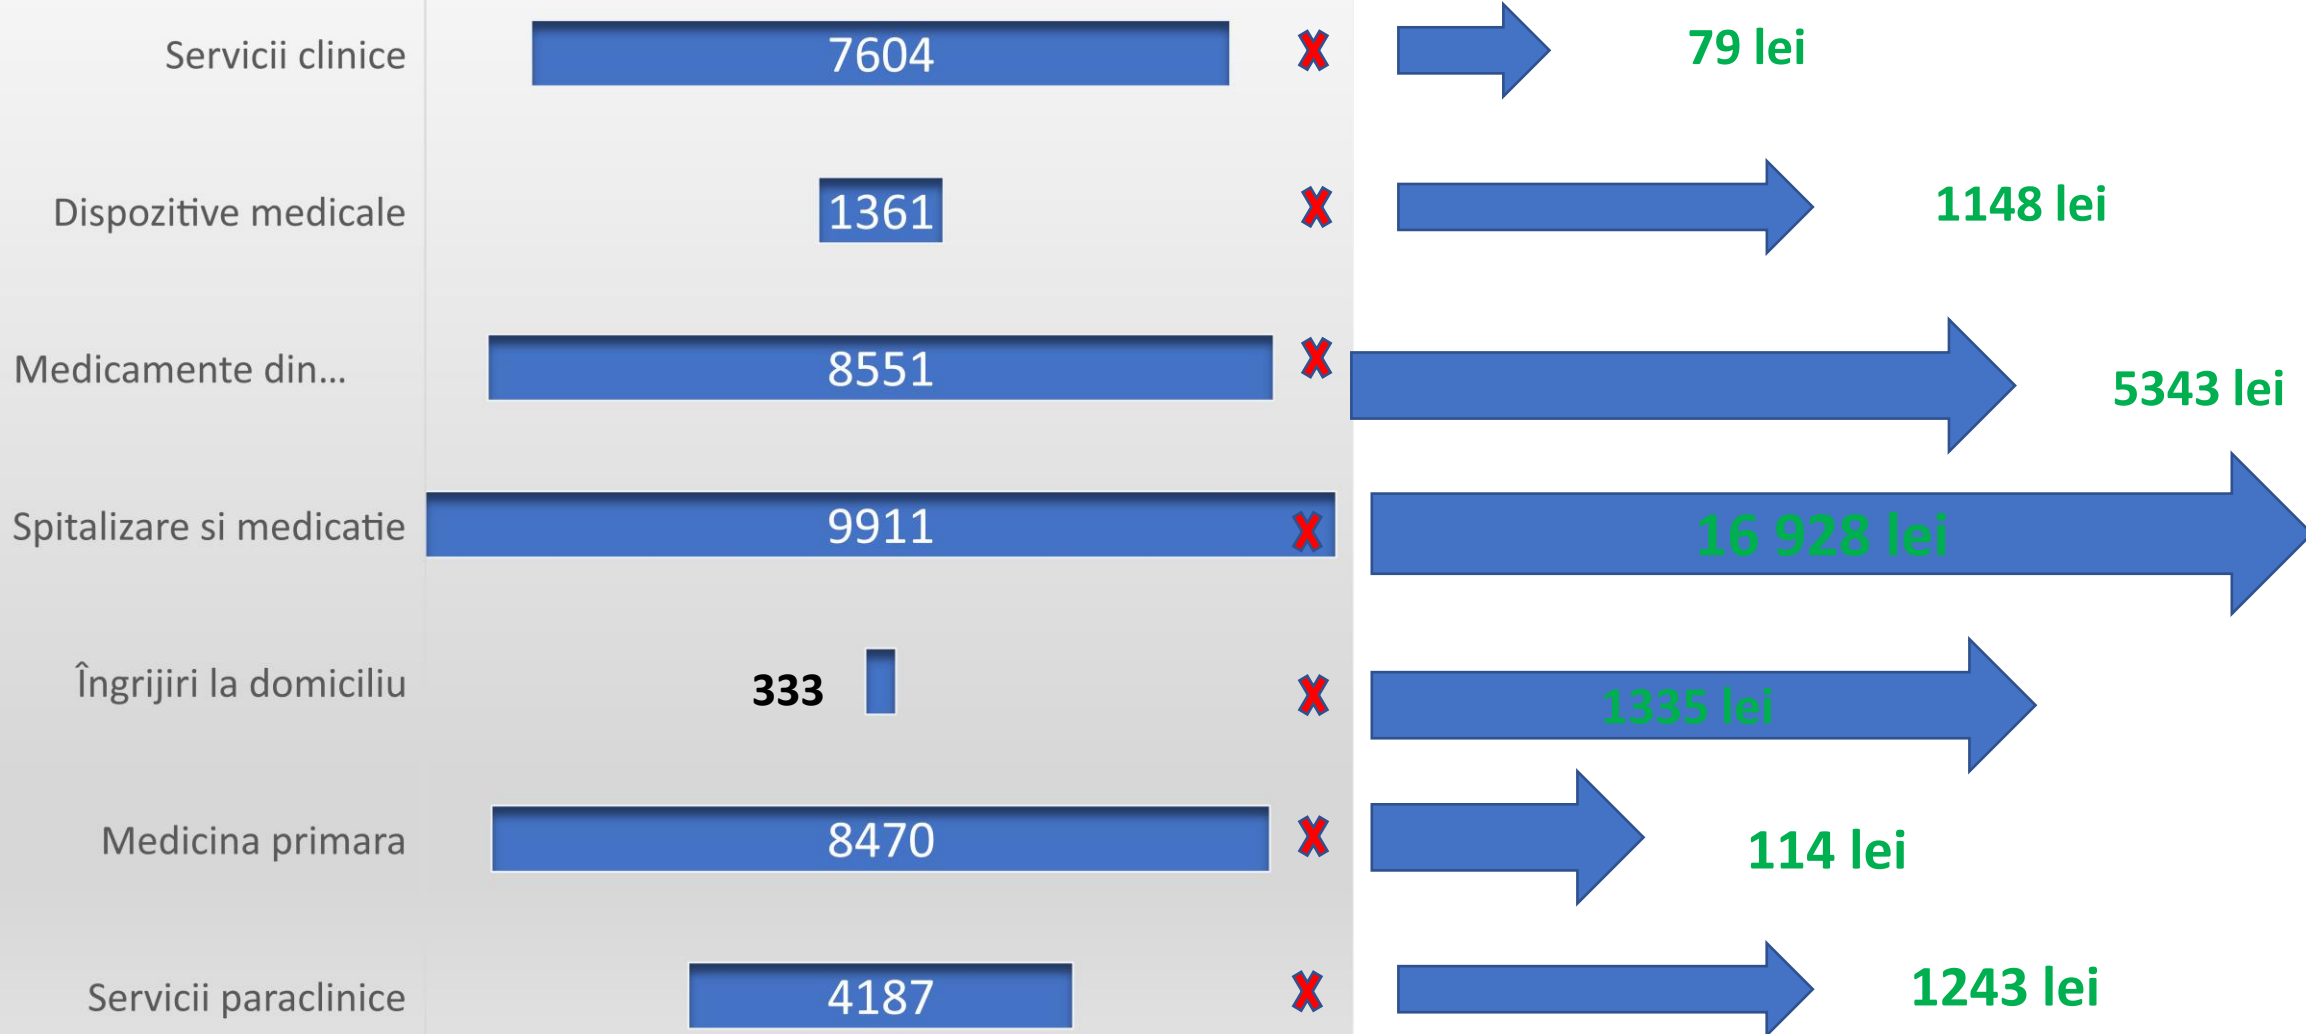 Servicii clinice 7604 X 79 lei
Dispozitive medicale 1361 X 1148 lei
Medicamente din... 8551 X 5343 lei
Spitalizare si medicatie 9911 X 16 928 lei
Îngrijiri la domiciliu 333 X 1335 lei
Medicina primara 8470 X 114 lei
Servicii paraclinice 4187 X 1243 lei